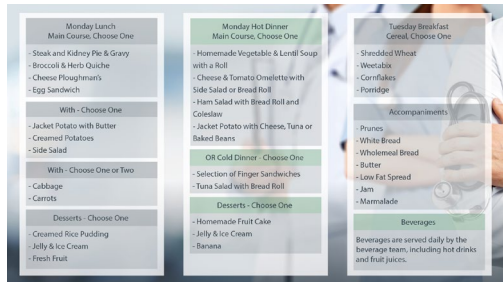 Monday Lunch
Main Course, Choose One
- Steak and Kidney Pie & Gravy
- Broccoli & Herb Quiche
- Cheese Ploughman's
- Egg Sandwich
With - Choose One
- Jacket Potato with Butter
- Creamed Potatoes
- Side Salad
With - Choose One or Two
- Cabbage
- Carrots
Desserts - Choose One
- Creamed Rice Pudding
- Jelly & Ice Cream
- Fresh Fruit
Monday Hot Dinner
Main Course, Choose One
- Homemade Vegetable & Lentil Soup
with a Roll
- Cheese & Tomato Omelette with
Side Salad or Bread Roll
- Ham Salad with Bread Roll and
Coleslaw
- Jacket Potato with Cheese, Tuna or
Baked Beans
OR Cold Dinner - Choose One
- Selection of Finger Sandwiches
- Tuna Salad with Bread Roll
Desserts - Choose One
- Homemade Fruit Cake
- Jelly & Ice Cream
- Banana
Tuesday Breakfast
Cereal, Choose One
- Shredded Wheat
- Weetabix
- Cornflakes
- Porridge
Accompaniments
- Prunes
- White Bread
- Wholemeal Bread
- Butter
- Low Fat Spread
- Jam
- Marmalade
Beverages
Beverages are served daily by the
beverage team, including hot drinks
and fruit juices.